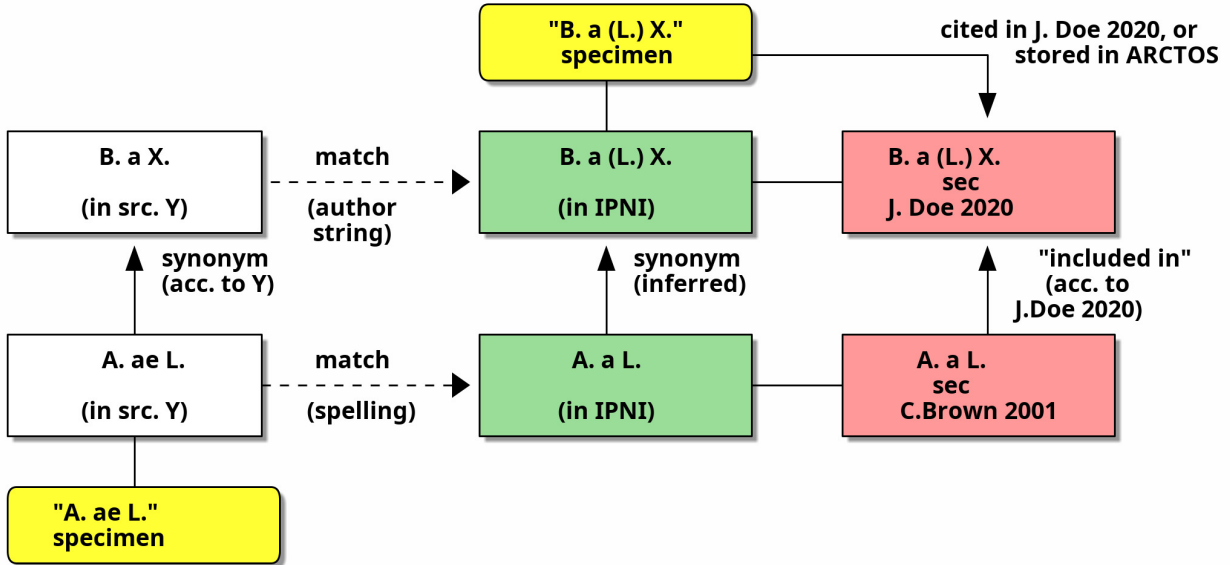 "B. a (L.) X."
specimen
cited in J. Doe 2020, or
stored in ARCTOS
B. a X.
(in src. Y)
match
(author
string)
B. a (L.) X.
(in IPNI)
B. a (L.) X.
sec
J. Doe 2020
synonym
(acc. to Y)
synonym
(inferred)
"included in"
(acc. to
J.Doe 2020)
A. ae L.
(in src. Y)
match
(spelling)
A. a L.
(in IPNI)
A. a L.
sec
C.Brown 2001
"A. ae L."
specimen